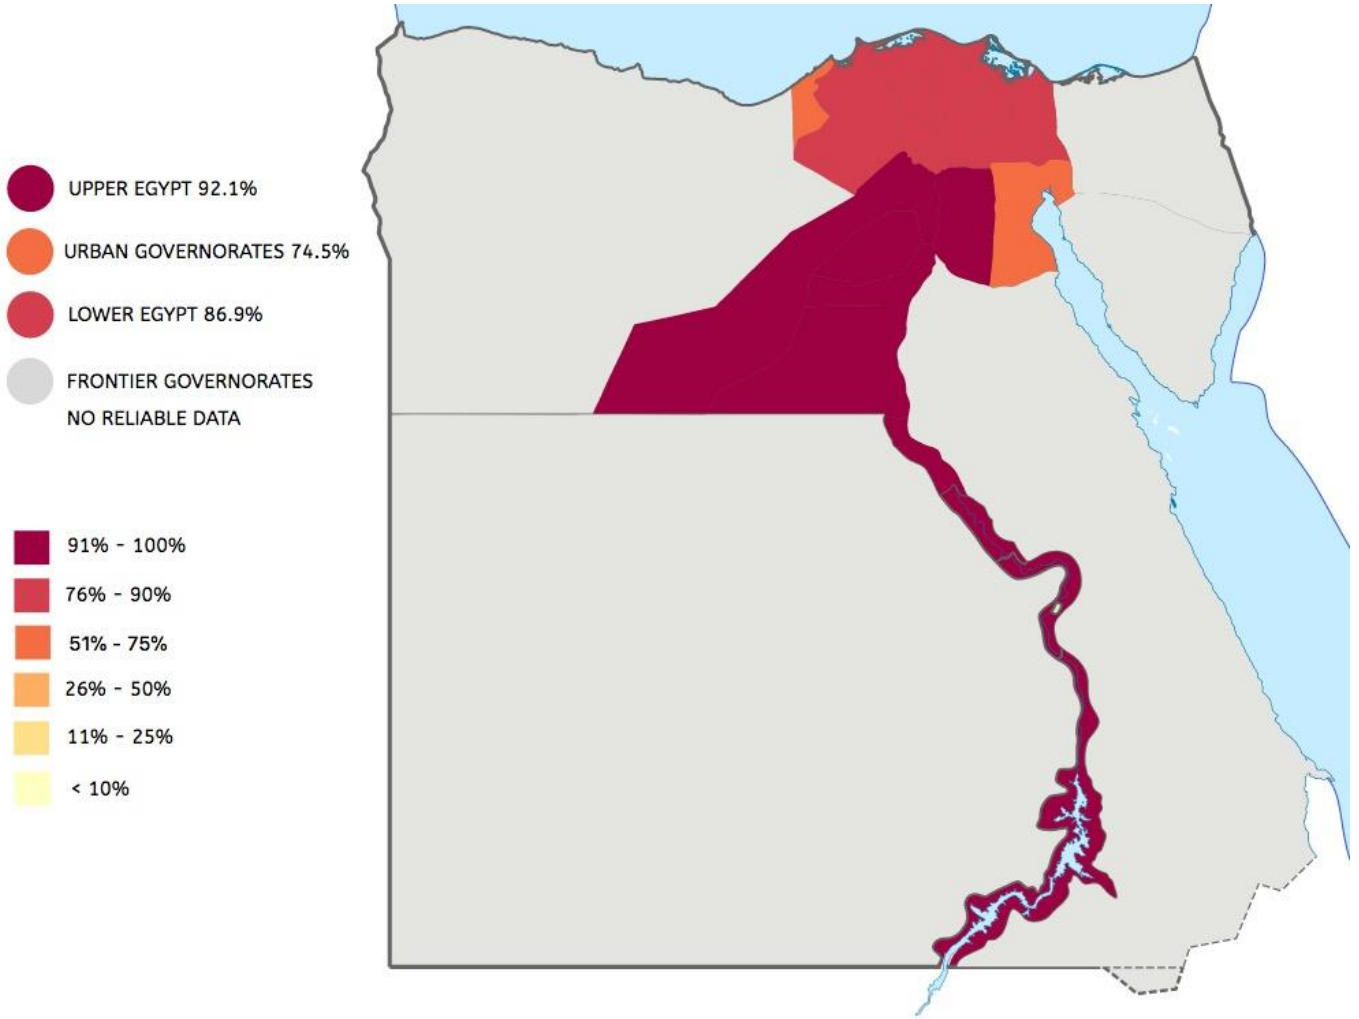 UPPER EGYPT 92.1%
URBAN GOVERNORATES 74.5%
LOWER EGYPT 86.9%
FRONTIER GOVERNORATES
NO RELIABLE DATA
91% - 100%
76% - 90%
51% - 75%
26% - 50%
11% - 25%
< 10%